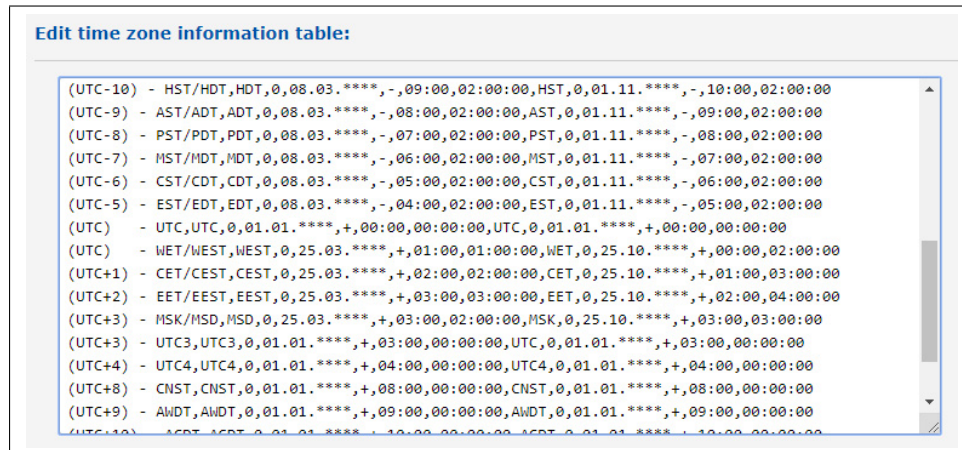 Edit time zone information table:
(UTC-10) - HST/HDT,HDT,0,08.03.****,-,09:00,02:00:00,HST,0,01.11.****,-,10:00,02:00:00
(UTC-9) - AST/ADT,ADT,0,08.03.****,-,08:00,02:00:00,AST,0,01.11.****,-,09:00,02:00:00
(UTC-8) - PST/PDT,PDT,0,08.03.****,-,07:00,02:00:00,PST,0,01.11.****,-,08:00,02:00:00
(UTC-7) - MST/MDT,MDT,0,08.03.****,-,06:00,02:00:00,MST,0,01.11.****,-,07:00,02:00:00
(UTC-6) - CST/CDT,CDT,0,08.03.****,-,05:00,02:00:00,CST,0,01.11.****,-,06:00,02:00:00
(UTC-5) - EST/EDT,EDT,0,08.03.****,-,04:00,02:00:00,EST,0,01.11.****,-,05:00,02:00:00
(UTC)   - UTC,UTC,0,01.01.****,+,00:00,00:00:00,UTC,0,01.01.****,+,00:00,00:00:00
(UTC)   - WET/WEST,WEST,0,25.03.****,+,01:00,01:00:00,WET,0,25.10.****,+,00:00,02:00:00
(UTC+1) - CET/CEST,CEST,0,25.03.****,+,02:00,02:00:00,CET,0,25.10.****,+,01:00,03:00:00
(UTC+2) - EET/EEST,EEST,0,25.03.****,+,03:00,03:00:00,EET,0,25.10.****,+,02:00,04:00:00
(UTC+3) - MSK/MSD,MSD,0,25.03.****,+,03:00,02:00:00,MSK,0,25.10.****,+,03:00,03:00:00
(UTC+3) - UTC3,UTC3,0,01.01.****,+,03:00,00:00:00,UTC,0,01.01.****,+,03:00,00:00:00
(UTC+4) - UTC4,UTC4,0,01.01.****,+,04:00,00:00:00,UTC4,0,01.01.****,+,04:00,00:00:00
(UTC+8) - CNST,CNST,0,01.01.****,+,08:00,00:00:00,CNST,0,01.01.****,+,08:00,00:00:00
(UTC+9) - AWDT,AWDT,0,01.01.****,+,09:00,00:00:00,AWDT,0,01.01.****,+,09:00,00:00:00